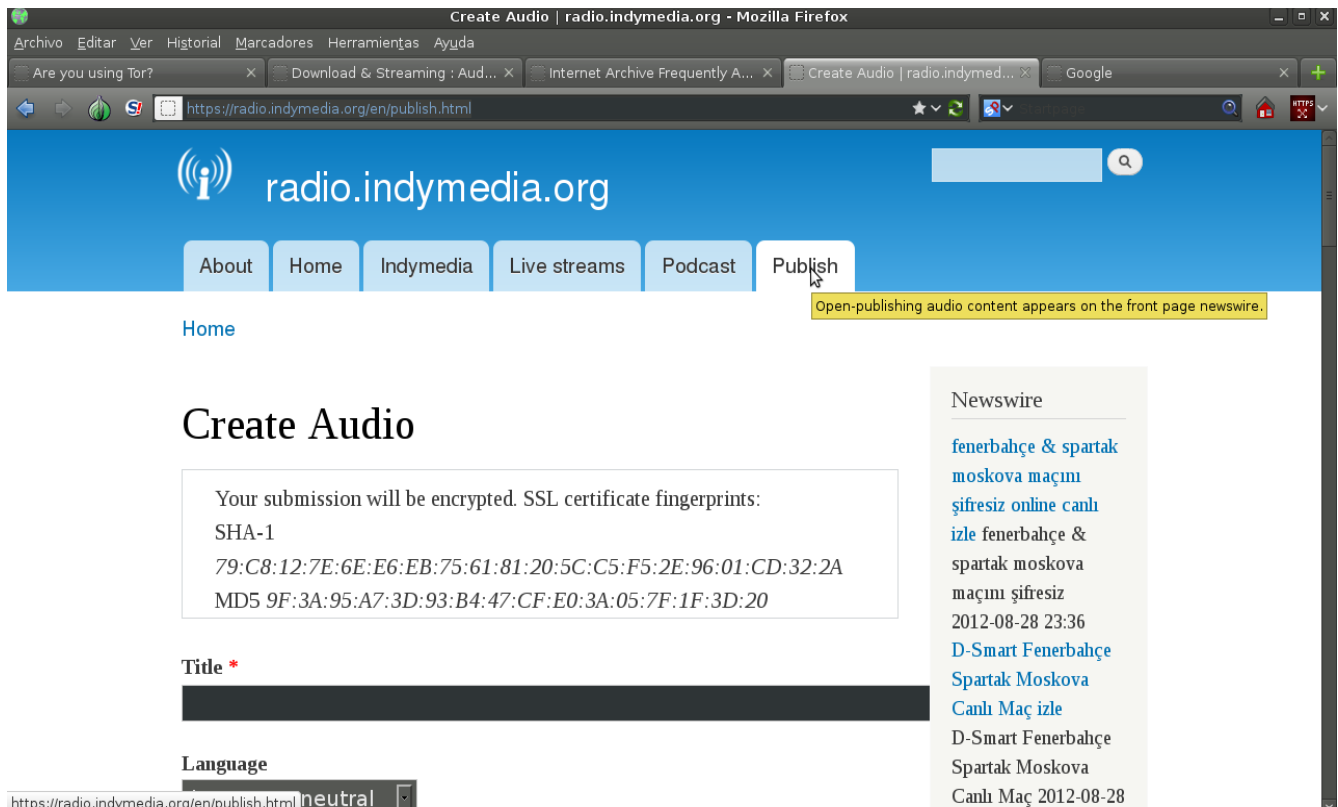 Create Audio | radio.indymedia.org - Mozilla Firefox
Archivo Editar Ver Historial Marcadores Herramientas Ayuda
Are you using Tor?
Download & Streaming : Aud...
Internet Archive Frequently A...
Create Audio | radio.indymed...
Google
https://radio.indymedia.org/en/publish.html
Startpage
HTTPS
radio.indymedia.org
About
Home
Indymedia
Live streams
Podcast
Publish
Open-publishing audio content appears on the front page newswire.
Home
Create Audio
Your submission will be encrypted. SSL certificate fingerprints:
SHA-1
79:C8:12:7E:6E:E6:EB:75:61:81:20:5C:C5:F5:2E:96:01:CD:32:2A
MD5 9F:3A:95:A7:3D:93:B4:47:CF:E0:3A:05:7F:1F:3D:20
Title *
Language
neutral
https://radio.indymedia.org/en/publish.html
Newswire
fenerbahçe & spartak
moskova maçını
şifresiz online canlı
izle fenerbahçe &
spartak moskova
maçını şifresiz
2012-08-28 23:36
D-Smart Fenerbahçe
Spartak Moskova
Canlı Maç izle
D-Smart Fenerbahçe
Spartak Moskova
Canlı Maç 2012-08-28